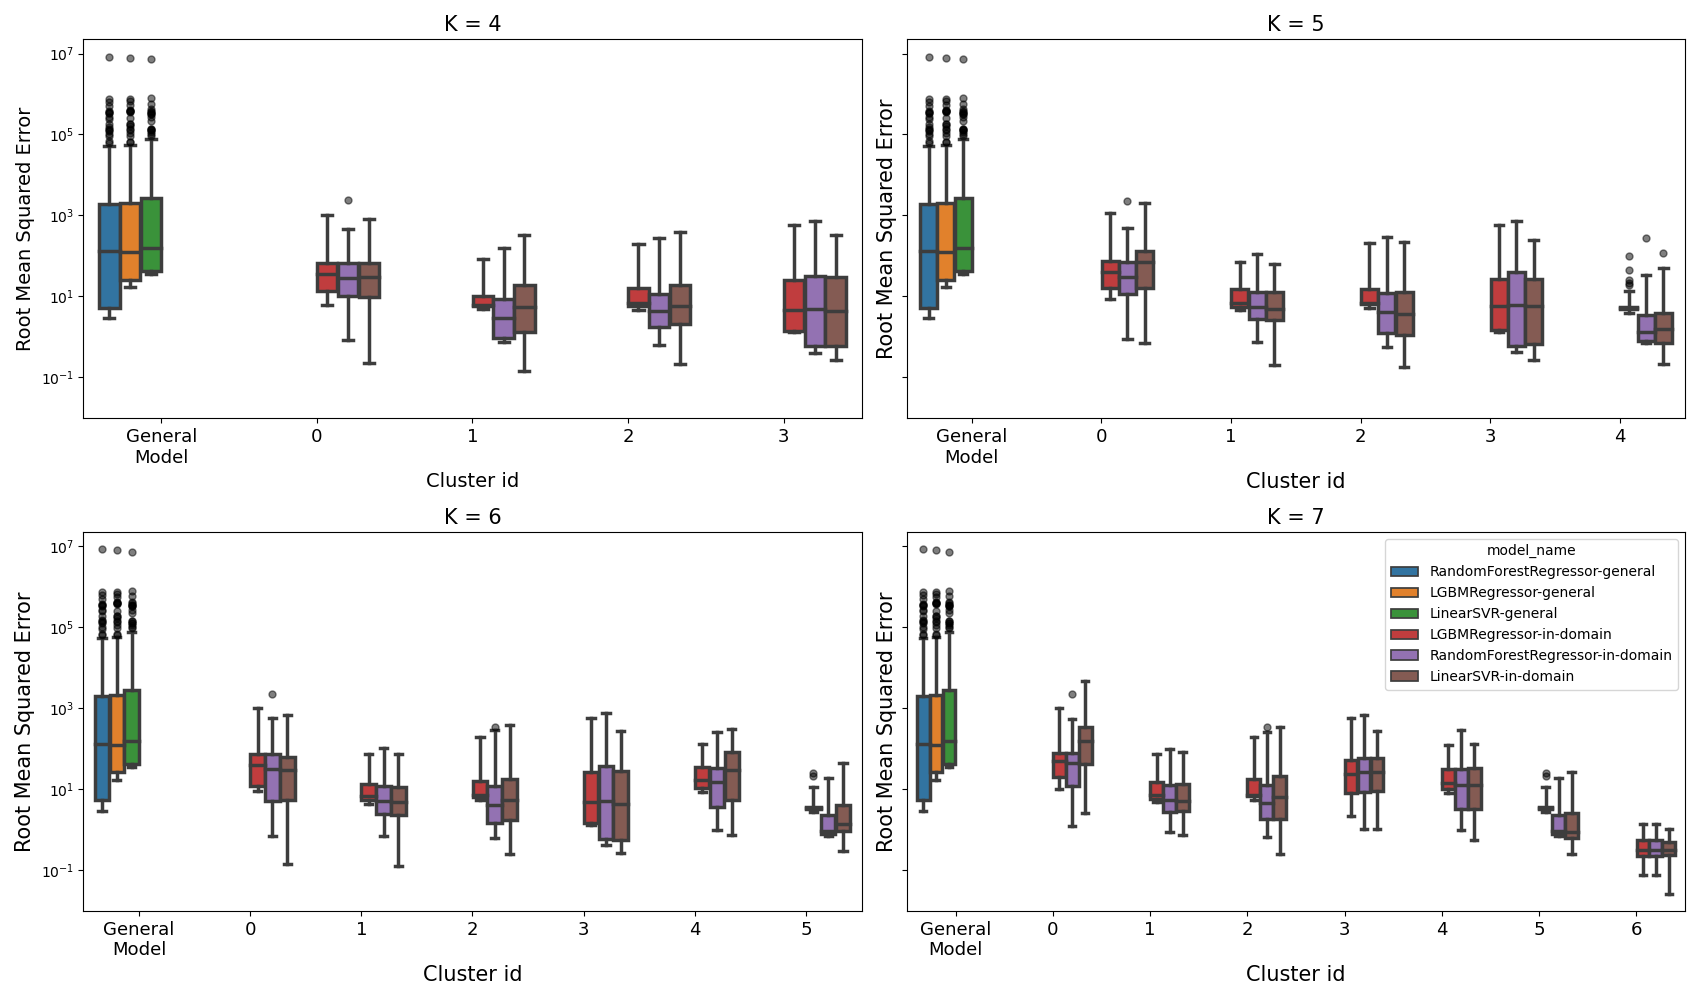 K = 4
Root Mean Squared Error
10^7
10^5
10^3
10^1
10^-1
General Model 0 1 2 3
Cluster id
K = 5
Root Mean Squared Error
General Model 0 1 2 3 4
Cluster id
K = 6
Root Mean Squared Error
10^7
10^5
10^3
10^1
10^-1
General Model 0 1 2 3 4 5
Cluster id
K = 7
Root Mean Squared Error
model_name
RandomForestRegressor-general
LGBMRegressor-general
LinearSVR-general
LGBMRegressor-in-domain
RandomForestRegressor-in-domain
LinearSVR-in-domain
General Model 0 1 2 3 4 5 6
Cluster id